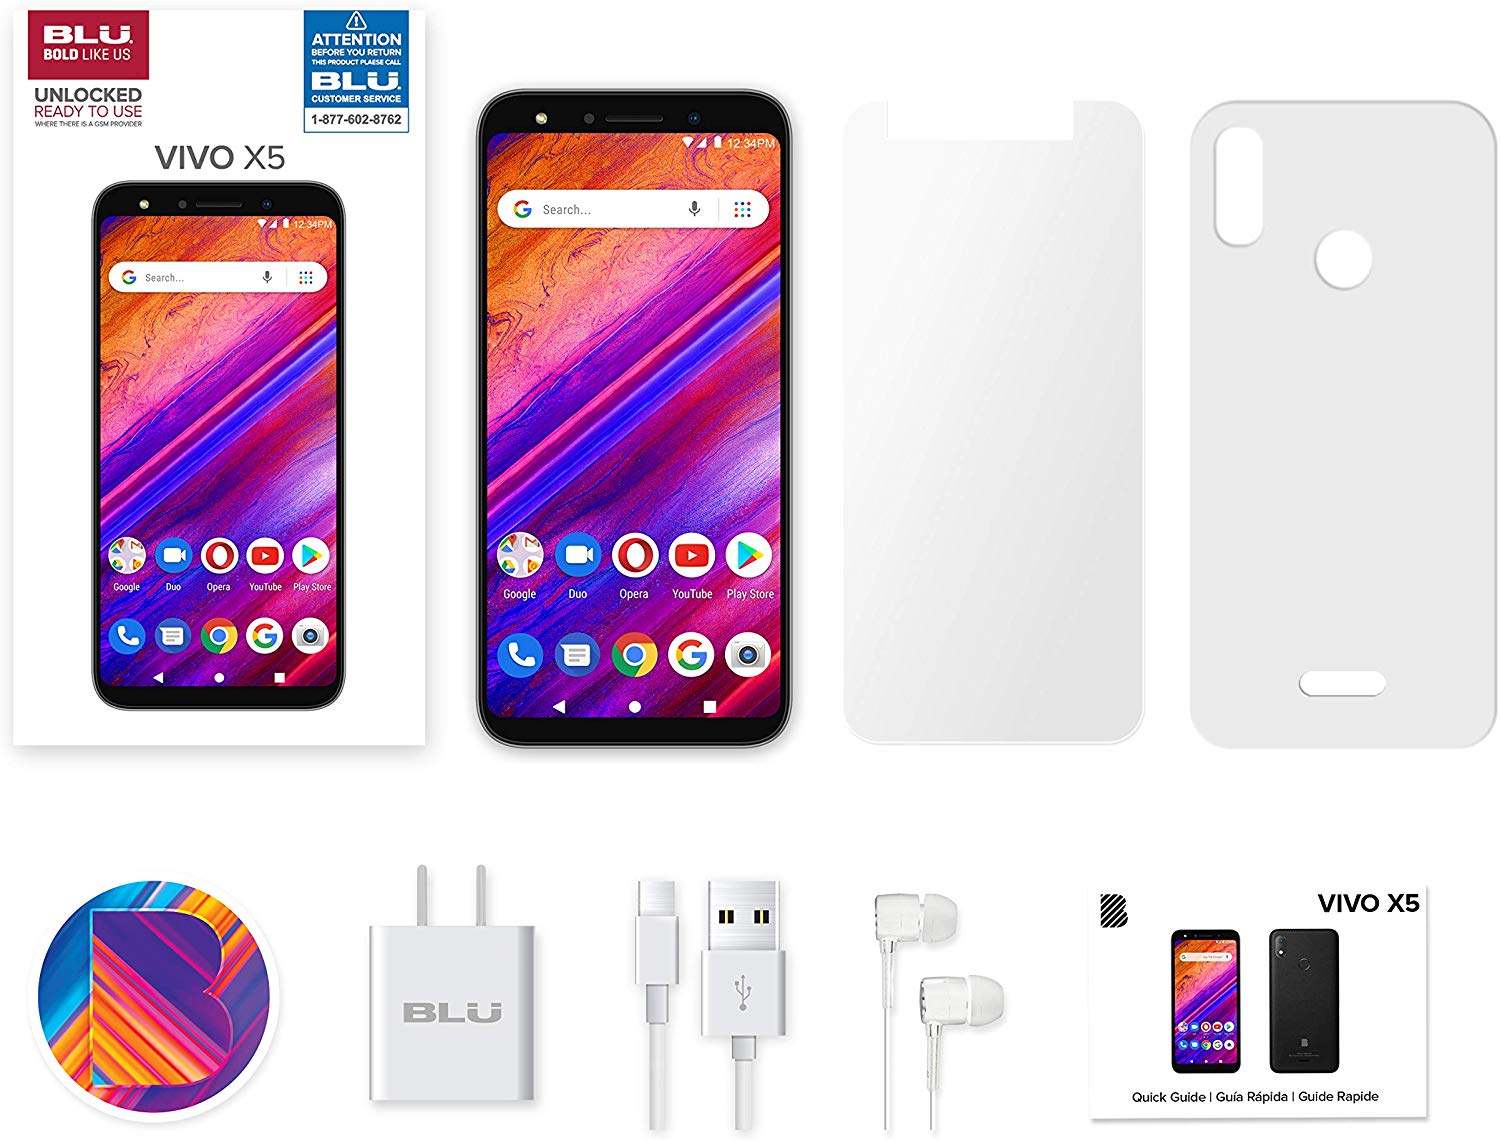 BLU.
BOLD LIKE US
UNLOCKED
READY TO USE
WHERE THERE IS A GSM PROVIDER
ATTENTION
BEFORE YOU RETURN
THIS PRODUCT PLAESE CALL
BLU.
CUSTOMER SERVICE
1-877-602-8762
VIVO X5
12:34PM
Search...
Google
Duo
Opera
YouTube
Play Store
12:34PM
Search...
Google
Duo
Opera
YouTube
Play Store
B
BLU
B
VIVO X5
B
Quick Guide | Guía Rápida | Guide Rapide